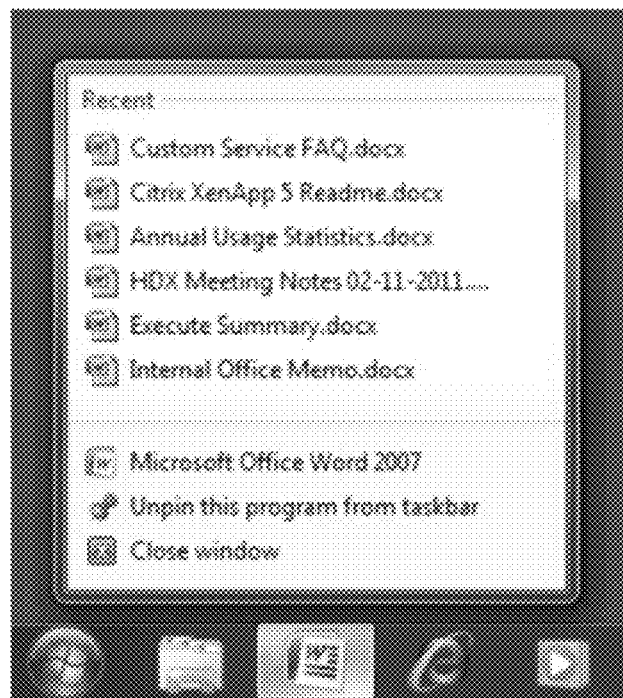 Recent
Custom Service FAQ.docx
Citrix XenApp 5 Readme.docx
Annual Usage Statistics.docx
HDX Meeting Notes 02-11-2011....
Execute Summary.docx
Internal Office Memo.docx
Microsoft Office Word 2007
Unpin this program from taskbar
Close window